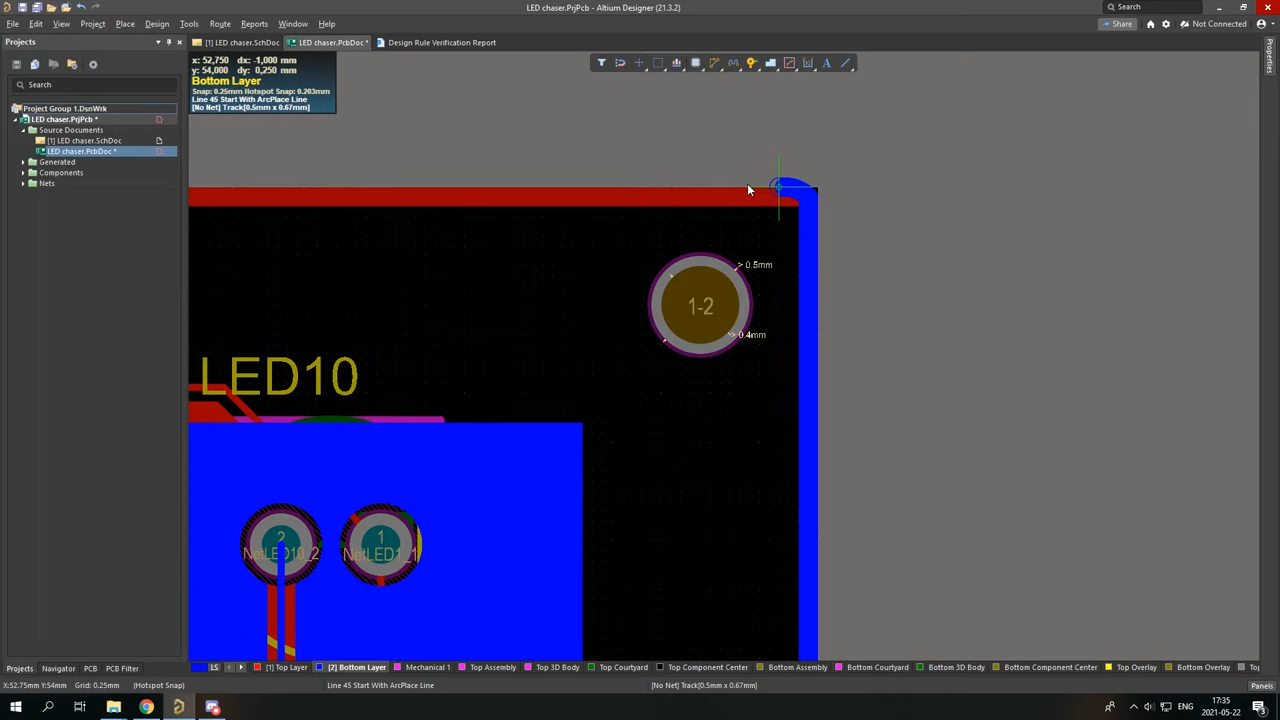 LED chaser.PrjPcb - Altium Designer (21.3.2)
Search
File Edit View Project Place Design Tools Route Reports Window Help
Share
Not Connected
Projects
[1] LED chaser.SchDoc
LED chaser.PcbDoc *
Design Rule Verification Report
Properties
x: 52,750 dx: -1,000 mm
y: 54,000 dy: 0,250 mm
Bottom Layer
Snap: 0.25mm Hotspot Snap: 0.203mm
Line 45 Start With ArcPlace Line
[No Net] Track[0.5mm x 0.67mm]
Search
Project Group 1.DsnWrk
LED chaser.PrjPcb *
Source Documents
[1] LED chaser.SchDoc
LED chaser.PcbDoc *
Generated
Components
Nets
> 0.5mm
1-2
> 0.4mm
LED10
2
NetLED10_2
1
NetLED1_1
Projects Navigator PCB PCB Filter
LS
[1] Top Layer
[2] Bottom Layer
Mechanical 1
Top Assembly
Top 3D Body
Top Courtyard
Top Component Center
Bottom Assembly
Bottom Courtyard
Bottom 3D Body
Bottom Component Center
Top Overlay
Bottom Overlay
X:52.75mm Y:54mm Grid: 0.25mm (Hotspot Snap)
Line 45 Start With ArcPlace Line
[No Net] Track[0.5mm x 0.67mm]
Panels
ENG
17:35
2021-05-22